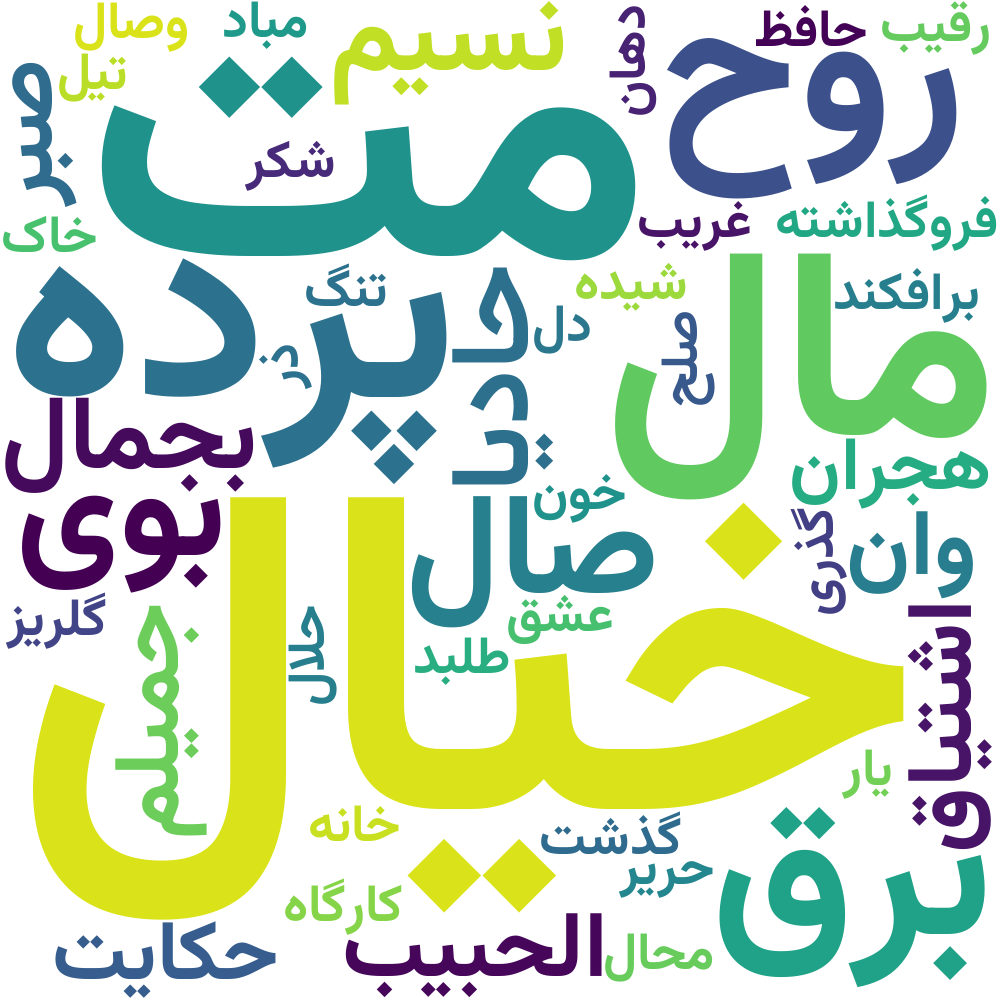 رقیب
حافظ
دهان
نسیم
مباد
وصال
تیل
روح
صبر
مت
شکر
غریب
فروگذاشته
خاک
پرده
تنگ
حادیا
دل
شیده
برافکند
مال
صلح
ذر
بجمال
هجران
بوی
خون
صال
گذری
وان
خیال
گلریز
جمیلم
حلال
عشق
طلبد
اشتیاق
یار
خانه
گذشت
حریر
برق
کارگاه
حکایت
الحبیب
محال